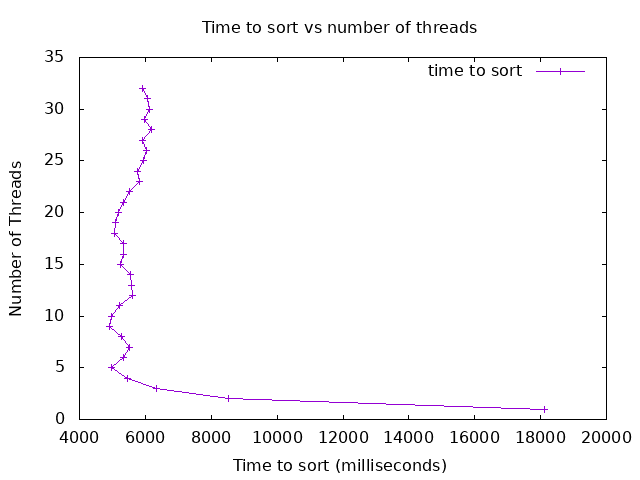 Time to sort vs number of threads
time to sort
35
30
25
20
15
10
5
0
4000 6000 8000 10000 12000 14000 16000 18000 20000
Number of Threads
Time to sort (milliseconds)